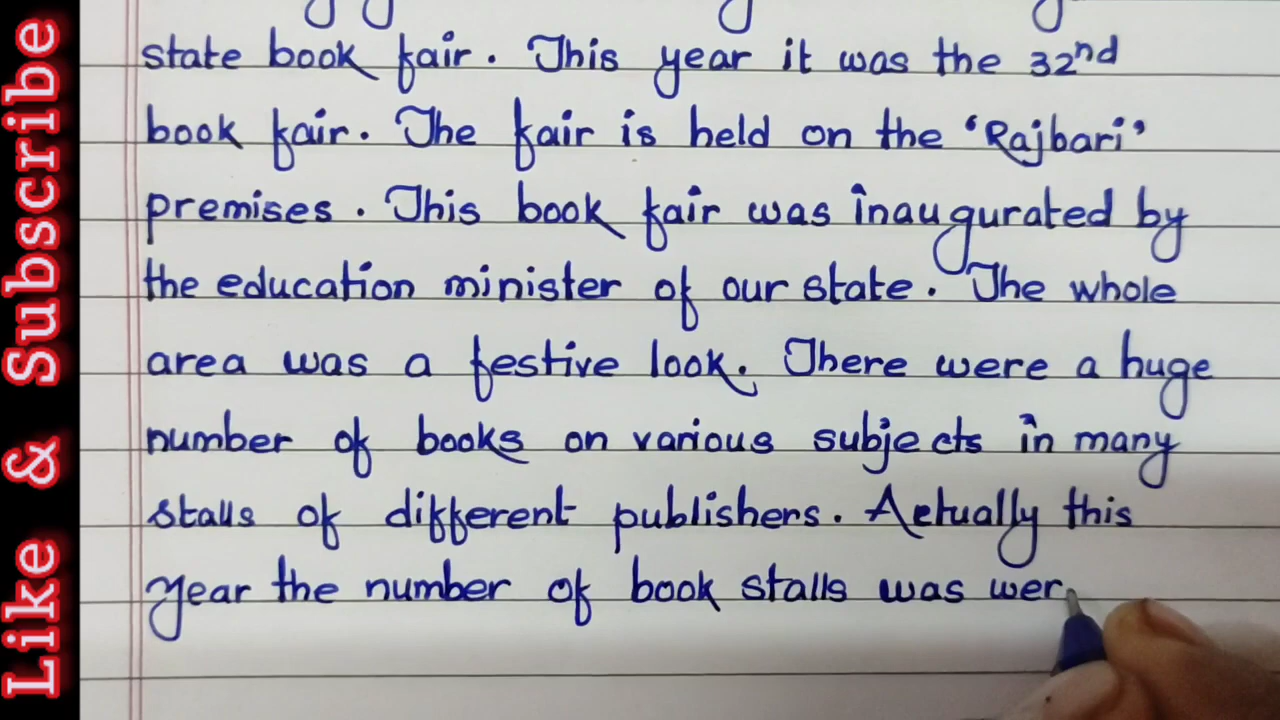 Like & Subscribe
state book fair. This year it was the 32nd
book fair. The fair is held on the 'Rajbari'
premises. This book fair was inaugurated by
the education minister of our state. The whole
area was a festive look. There were a huge
number of books on various subjects in many
stalls of different publishers. Actually this
year the number of book stalls was wer